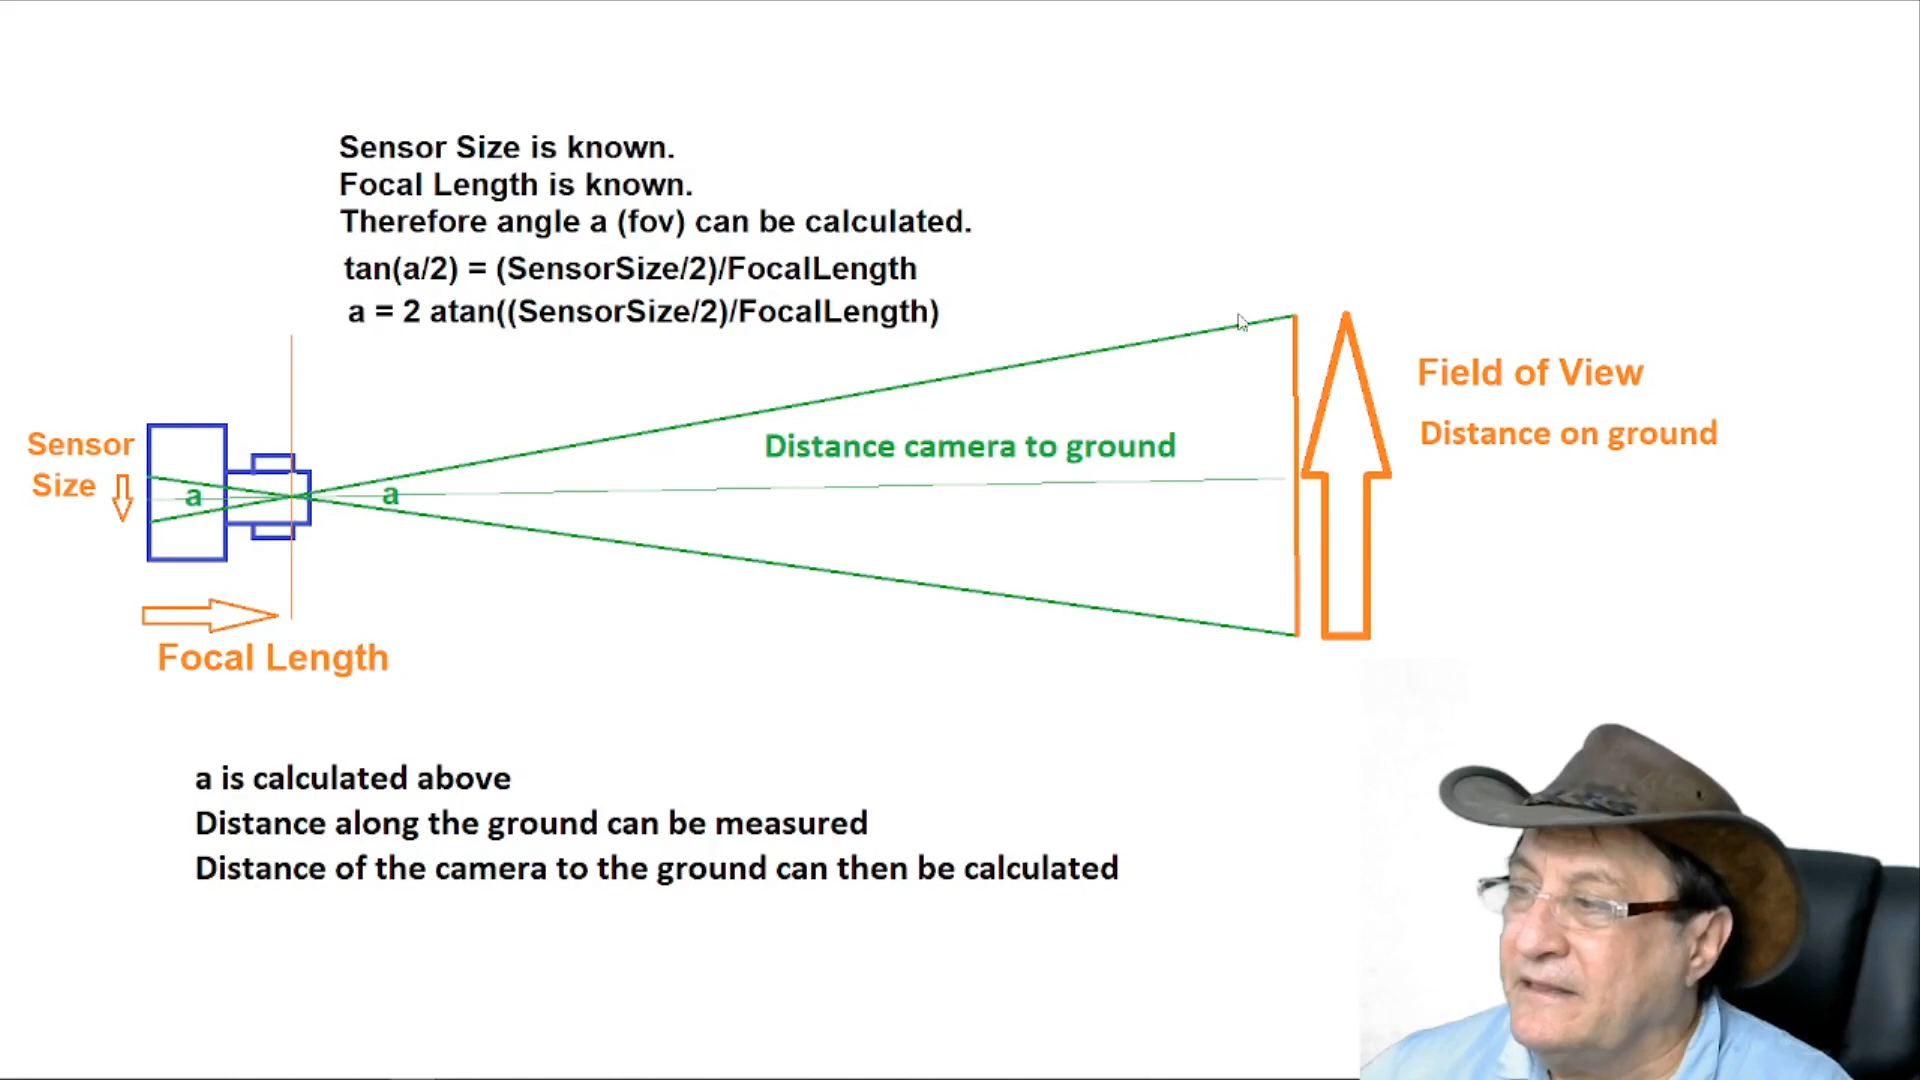 Sensor Size is known.
Focal Length is known.
Therefore angle a (fov) can be calculated.
tan(a/2) = (SensorSize/2)/FocalLength
a = 2 atan((SensorSize/2)/FocalLength)
Field of View
Distance on ground
Distance camera to ground
Sensor
Size
a
a
Focal Length
a is calculated above
Distance along the ground can be measured
Distance of the camera to the ground can then be calculated